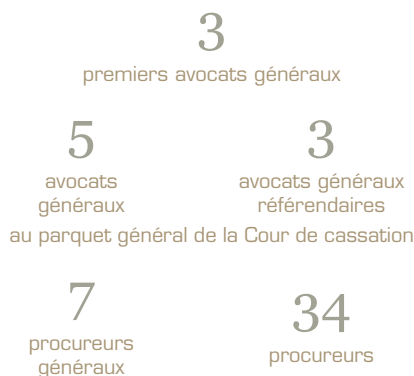 3
premiers avocats généraux
5
avocats
généraux
3
avocats généraux
référendaires
au parquet général de la Cour de cassation
7
procureurs
généraux
34
procureurs